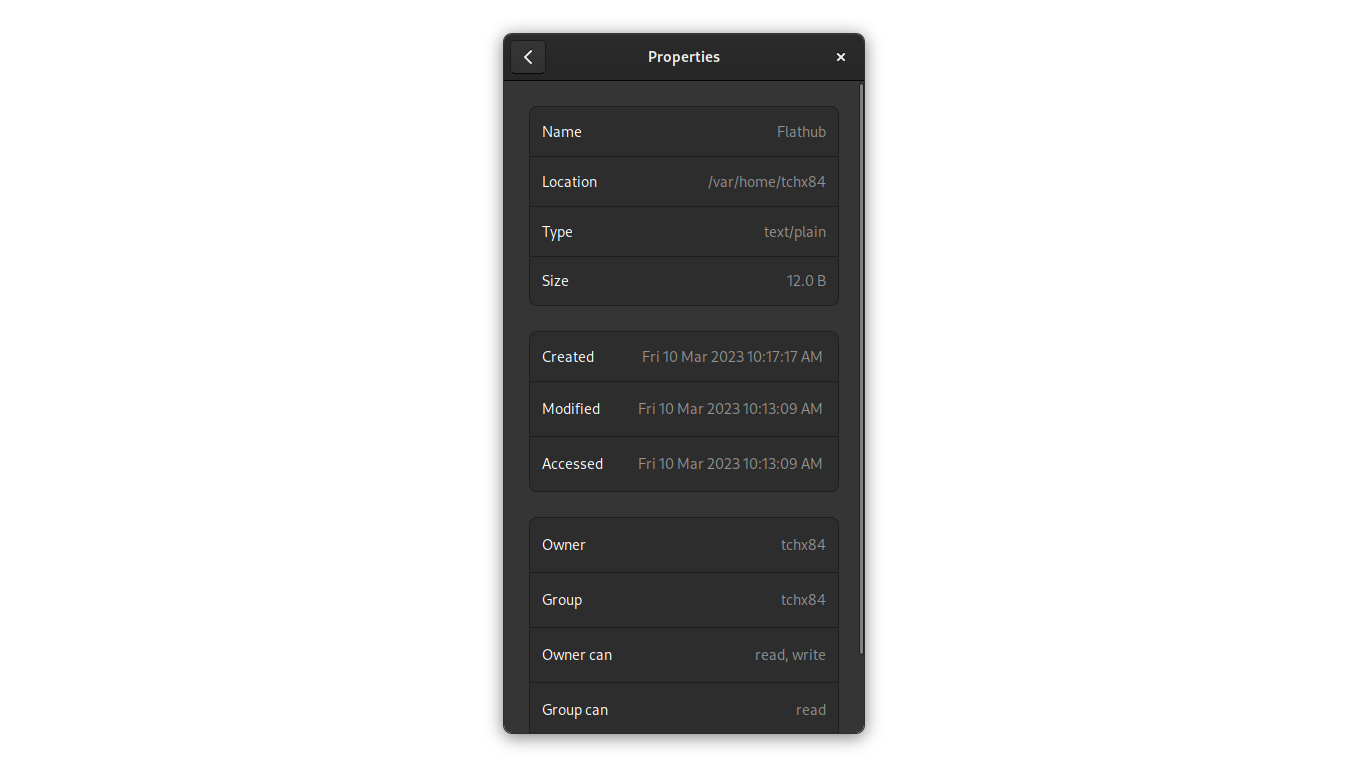 Properties
Name Flathub
Location /var/home/tchx84
Type text/plain
Size 12.0 B
Created Fri 10 Mar 2023 10:17:17 AM
Modified Fri 10 Mar 2023 10:13:09 AM
Accessed Fri 10 Mar 2023 10:13:09 AM
Owner tchx84
Group tchx84
Owner can read, write
Group can read